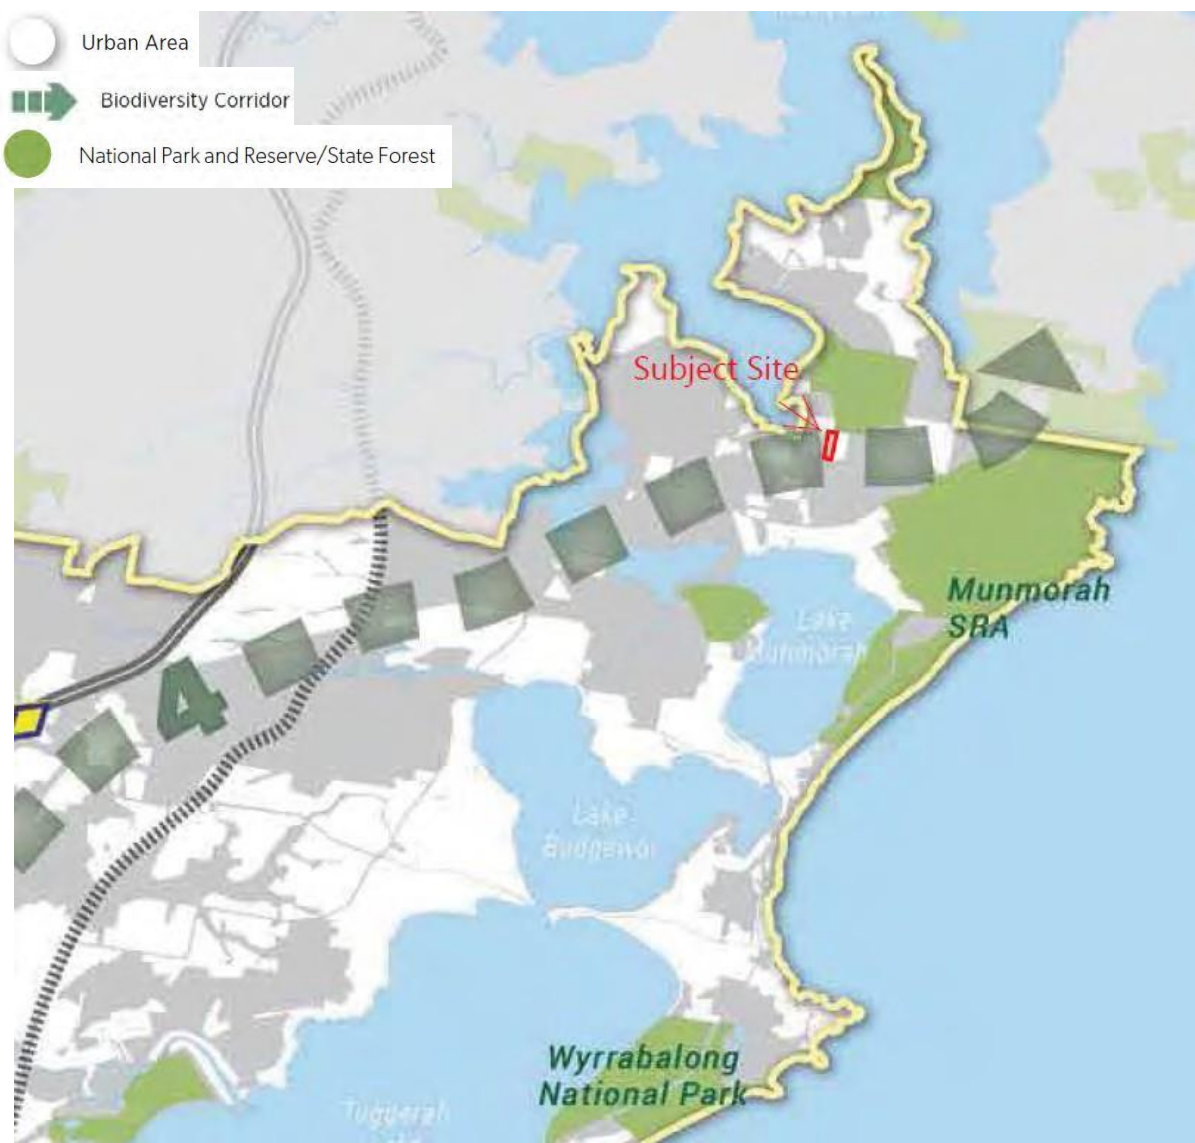 Urban Area
Biodiversity Corridor
National Park and Reserve/State Forest
Subject Site
Munmorah
SRA
Lake
Munmorah
4
Lake
Budgewoi
Wyrrabalong
National Park
Tuggerah